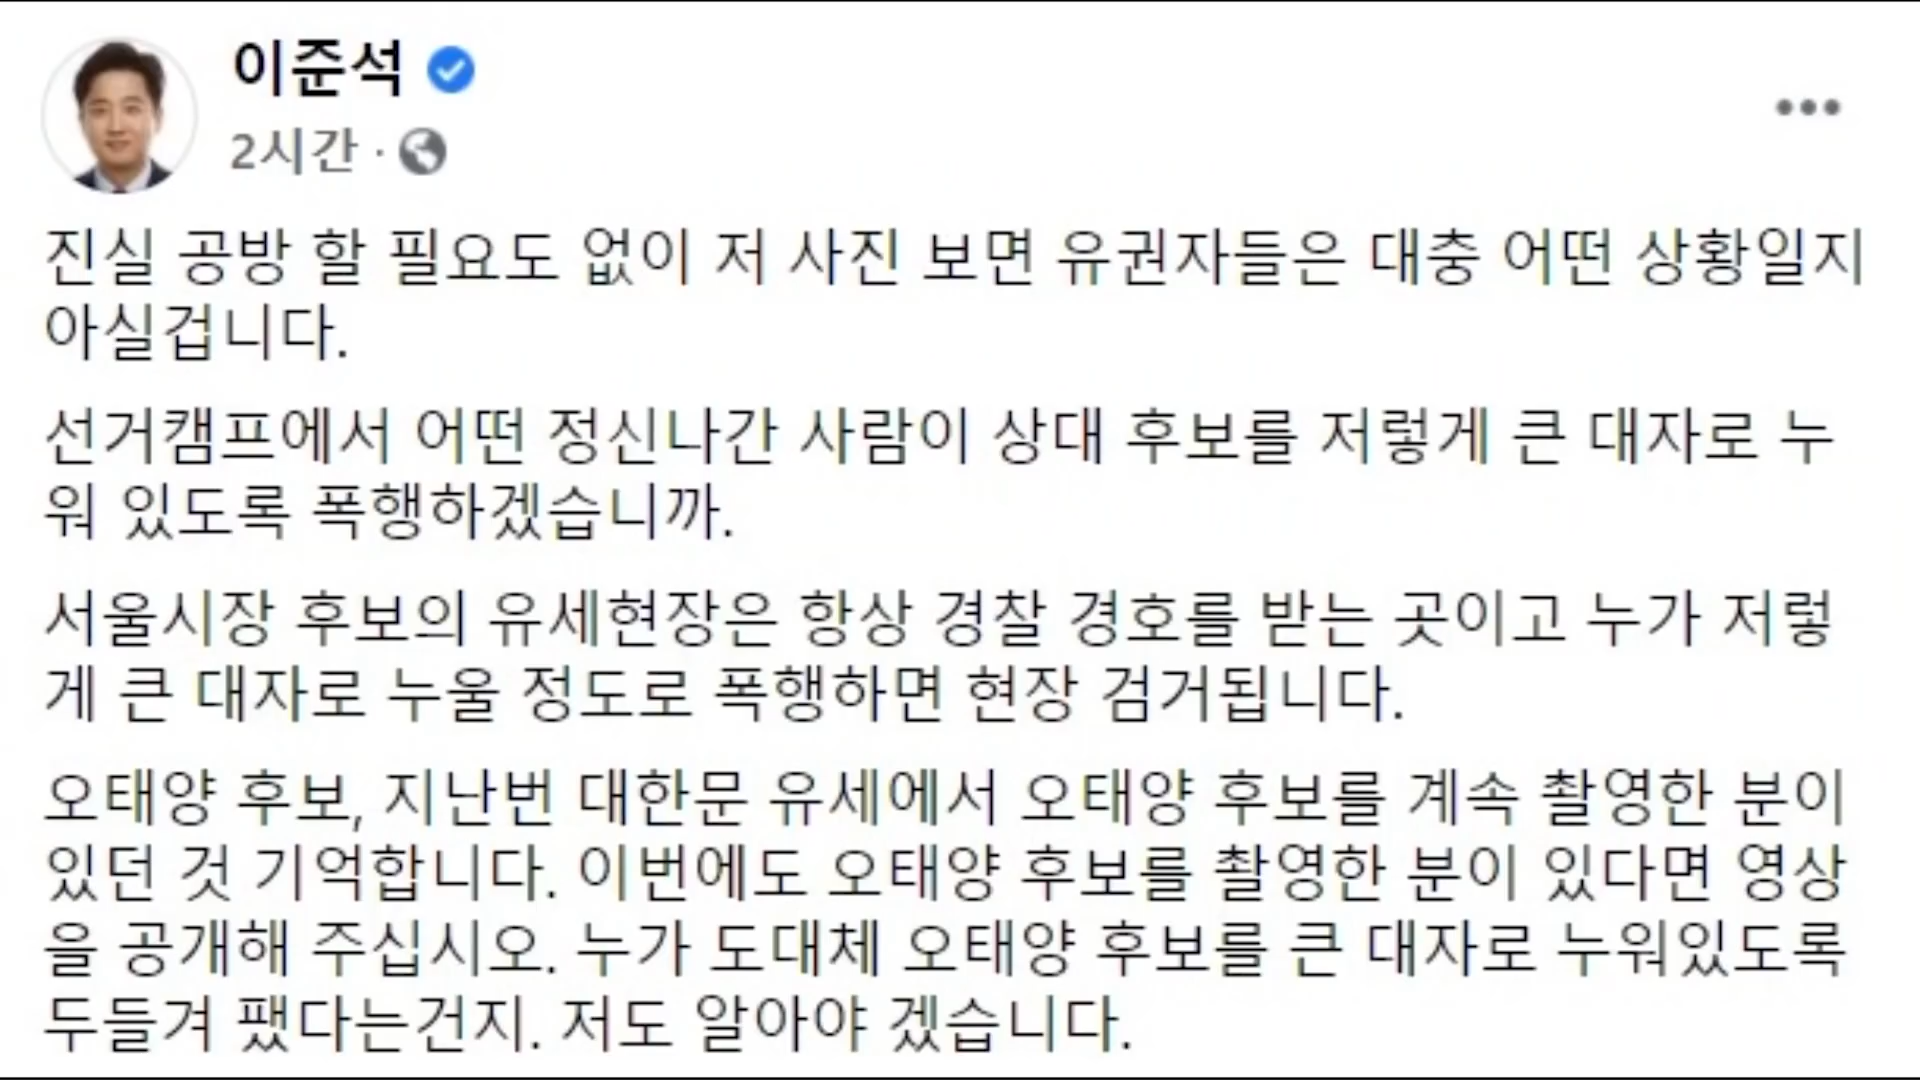 이준석
2시간 ·
진실 공방 할 필요도 없이 저 사진 보면 유권자들은 대충 어떤 상황일지
아실겁니다.
선거캠프에서 어떤 정신나간 사람이 상대 후보를 저렇게 큰 대자로 누
워 있도록 폭행하겠습니까.
서울시장 후보의 유세현장은 항상 경찰 경호를 받는 곳이고 누가 저렇
게 큰 대자로 누울 정도로 폭행하면 현장 검거됩니다.
오태양 후보, 지난번 대한문 유세에서 오태양 후보를 계속 촬영한 분이
있던 것 기억합니다. 이번에도 오태양 후보를 촬영한 분이 있다면 영상
을 공개해 주십시오. 누가 도대체 오태양 후보를 큰 대자로 누워있도록
두들겨 팼다는건지. 저도 알아야 겠습니다.